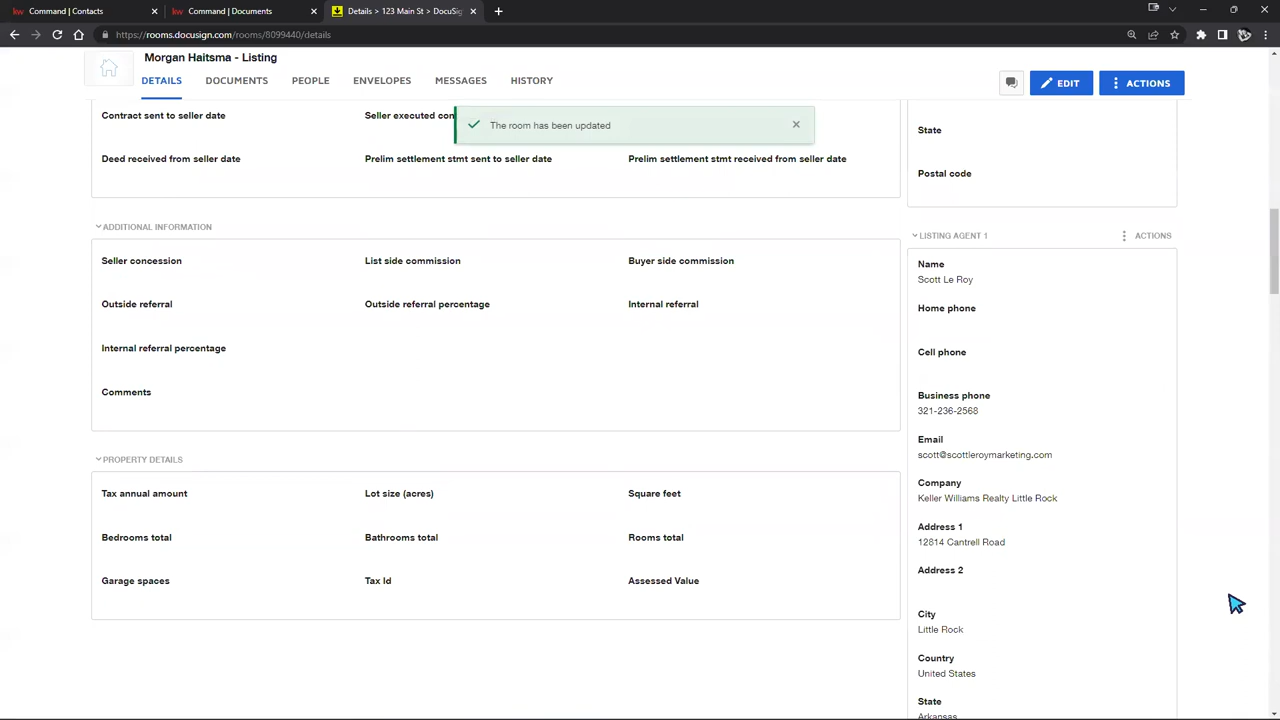 kw Command | Contacts
kw Command | Documents
Details > 123 Main St > DocuSig
https://rooms.docusign.com/rooms/8099440/details
Morgan Haitsma - Listing
DETAILS DOCUMENTS PEOPLE ENVELOPES MESSAGES HISTORY
EDIT
ACTIONS
The room has been updated
Contract sent to seller date
Seller executed con
Deed received from seller date
Prelim settlement stmt sent to seller date
Prelim settlement stmt received from seller date
ADDITIONAL INFORMATION
Seller concession
List side commission
Buyer side commission
Outside referral
Outside referral percentage
Internal referral
Internal referral percentage
Comments
PROPERTY DETAILS
Tax annual amount
Lot size (acres)
Square feet
Bedrooms total
Bathrooms total
Rooms total
Garage spaces
Tax Id
Assessed Value
State
Postal code
LISTING AGENT 1
ACTIONS
Name
Scott Le Roy
Home phone
Cell phone
Business phone
321-236-2568
Email
scott@scottleroymarketing.com
Company
Keller Williams Realty Little Rock
Address 1
12814 Cantrell Road
Address 2
City
Little Rock
Country
United States
State
Arkansas